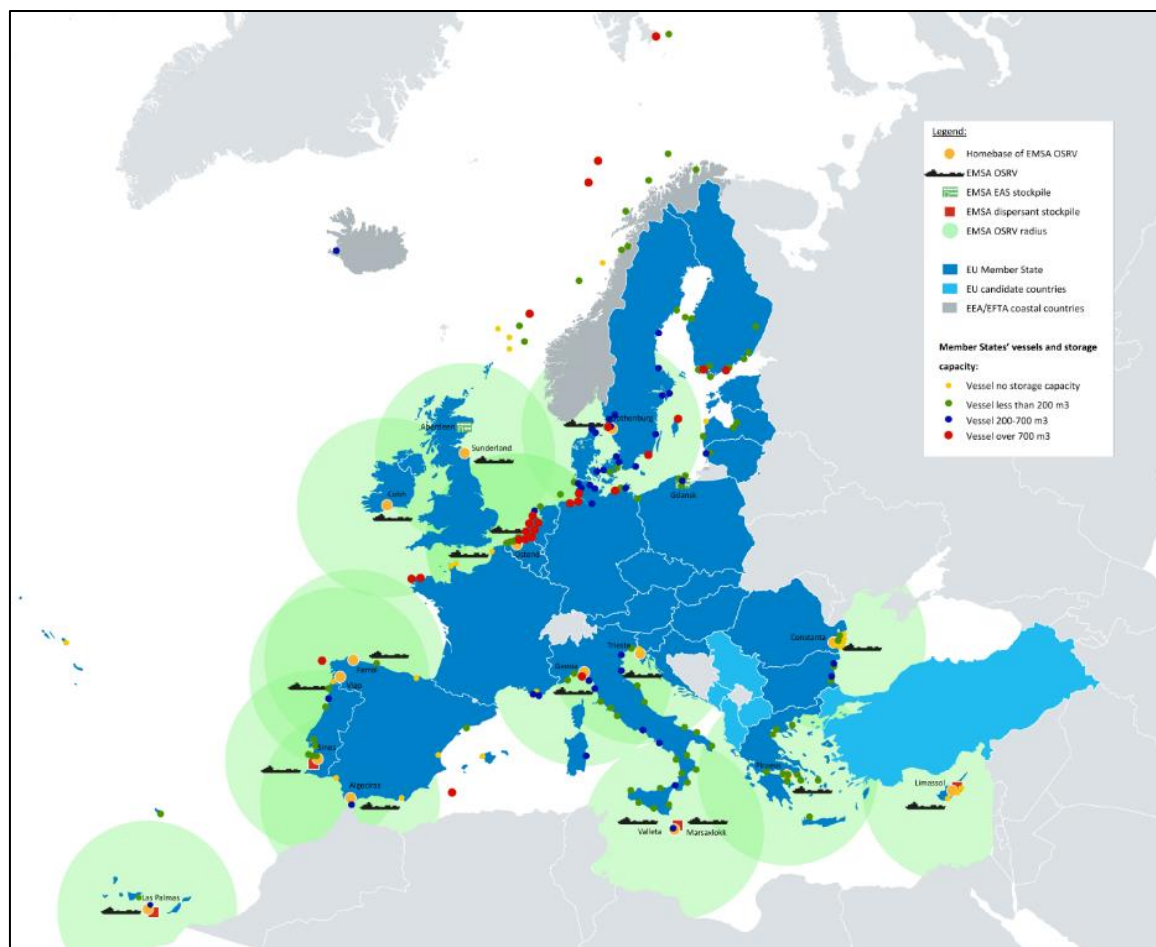 Legend:
Homebase of EMSA OSRV
EMSA OSRV
EMSA EAS stockpile
EMSA dispersant stockpile
EMSA OSRV radius
EU Member State
EU candidate countries
EEA/EFTA coastal countries
Member States' vessels and storage
capacity:
Vessel no storage capacity
Vessel less than 200 m3
Vessel 200-700 m3
Vessel over 700 m3
Gothenburg
Aberdeen
Sunderland
Gdansk
Cobh
Ostend
Constanta
Trieste
Genoa
Ferrol
Vigo
Sines
Piraeus
Limassol
Algeciras
Valleta
Marsaxlokk
Las Palmas